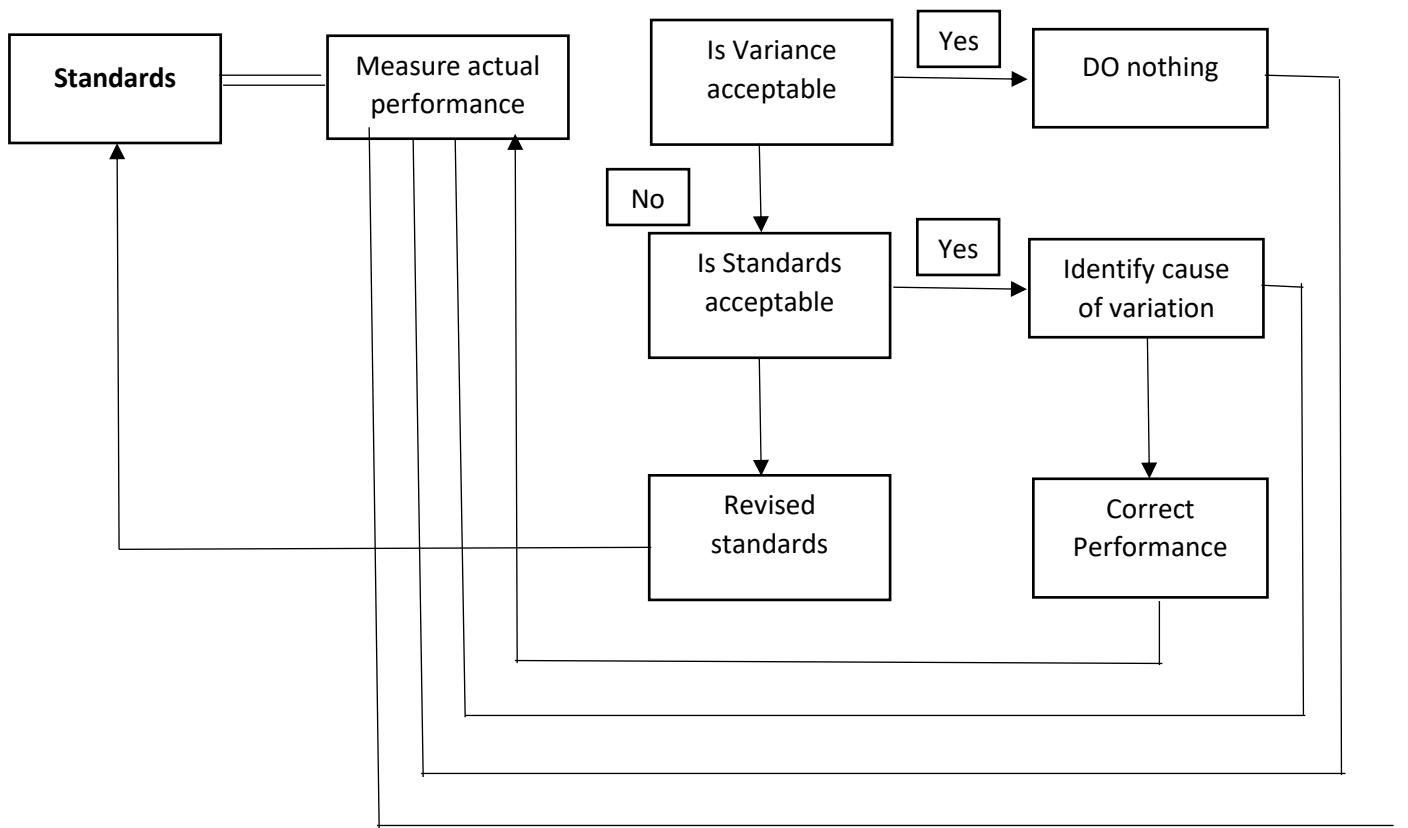 Standards
Measure actual
performance
Is Variance
acceptable
Yes
DO nothing
No
Is Standards
acceptable
Yes
Identify cause
of variation
Revised
standards
Correct
Performance